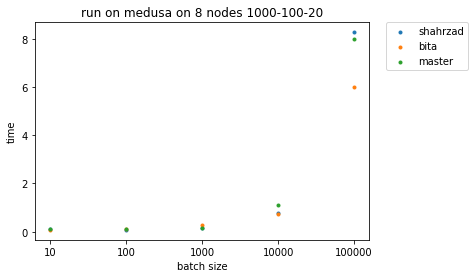 run on medusa on 8 nodes 1000-100-20
shahrzad
bita
master
8
6
4
2
0
time
10
100
1000
10000
100000
batch size